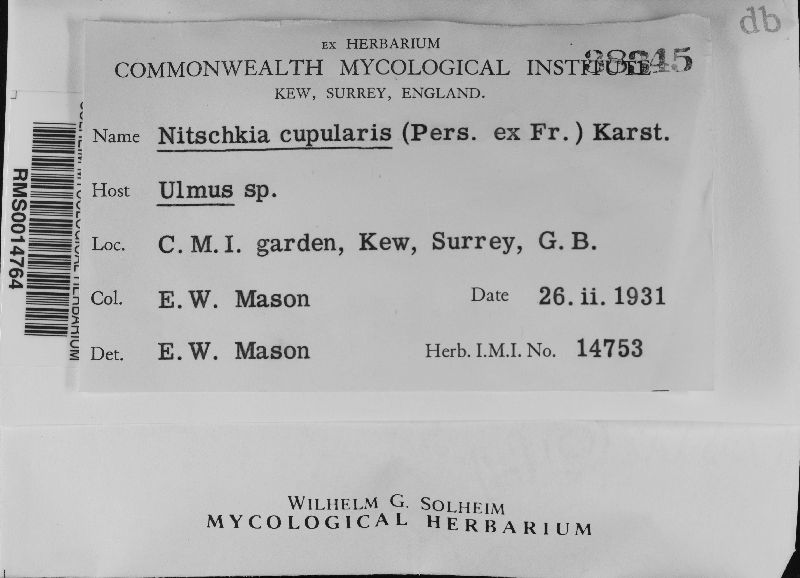 db
EX HERBARIUM
COMMONWEALTH MYCOLOGICAL INSTITUTE
KEW, SURREY, ENGLAND.
Name Nitschkia cupularis (Pers. ex Fr.) Karst.
Host Ulmus sp.
Loc. C. M. I. garden, Kew, Surrey, G. B.
Col. E. W. Mason Date 26. ii. 1931
Det. E. W. Mason Herb. I.M.I. No. 14753
RMS0014764
WILHELM G. SOLHEIM
MYCOLOGICAL HERBARIUM